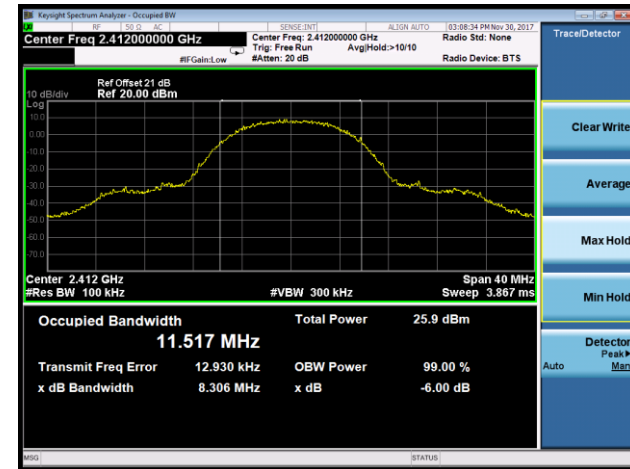 Keysight Spectrum Analyzer - Occupied BW
RF 50 Ω AC SENSE:INT ALIGN AUTO 03:08:34 PM Nov 30, 2017
Center Freq 2.412000000 GHz Center Freq: 2.412000000 GHz Radio Std: None Trace/Detector
Trig: Free Run Avg|Hold:>10/10
#IFGain:Low #Atten: 20 dB Radio Device: BTS
Ref Offset 21 dB
10 dB/div Ref 20.00 dBm
Log
10.0
0.00
-10.0
-20.0
-30.0
-40.0
-50.0
-60.0
-70.0
Clear Write
Average
Max Hold
Min Hold
Center 2.412 GHz Span 40 MHz
#Res BW 100 kHz #VBW 300 kHz Sweep 3.867 ms
Occupied Bandwidth Total Power 25.9 dBm
11.517 MHz
Transmit Freq Error 12.930 kHz OBW Power 99.00 %
x dB Bandwidth 8.306 MHz x dB -6.00 dB
Detector
Peak▶
Auto Man
MSG STATUS